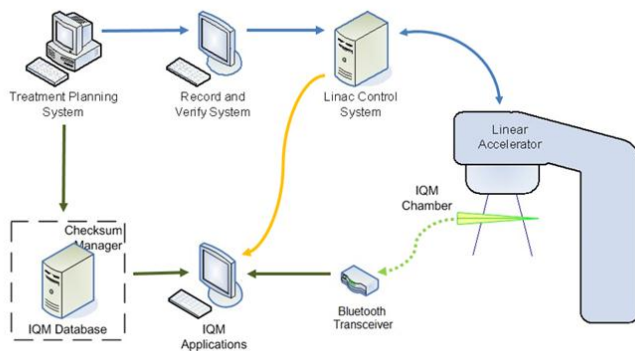 Treatment Planning
System
Record and
Verify System
Linac Control
System
Linear
Accelerator
IQM
Chamber
Checksum
Manager
IQM Database
IQM
Applications
Bluetooth
Transceiver